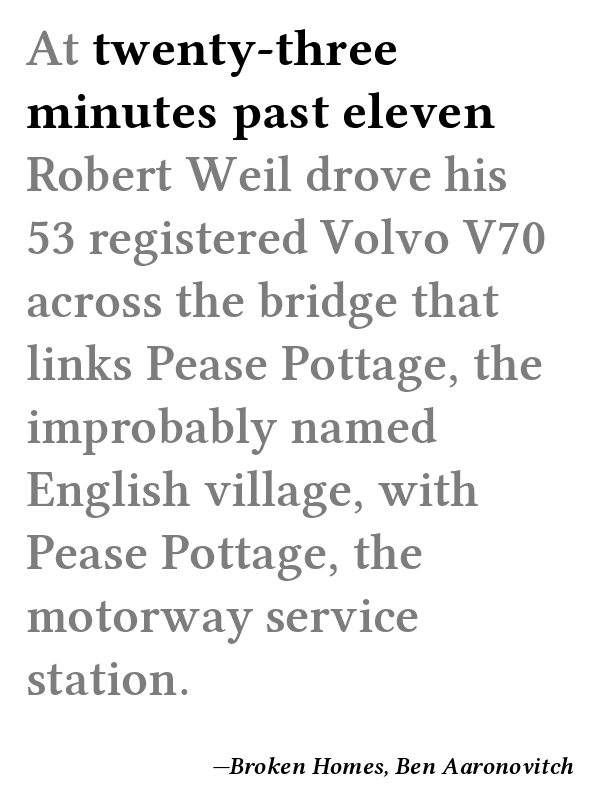 At twenty-three
minutes past eleven
Robert Weil drove his
53 registered Volvo V70
across the bridge that
links Pease Pottage, the
improbably named
English village, with
Pease Pottage, the
motorway service
station.
—Broken Homes, Ben Aaronovitch